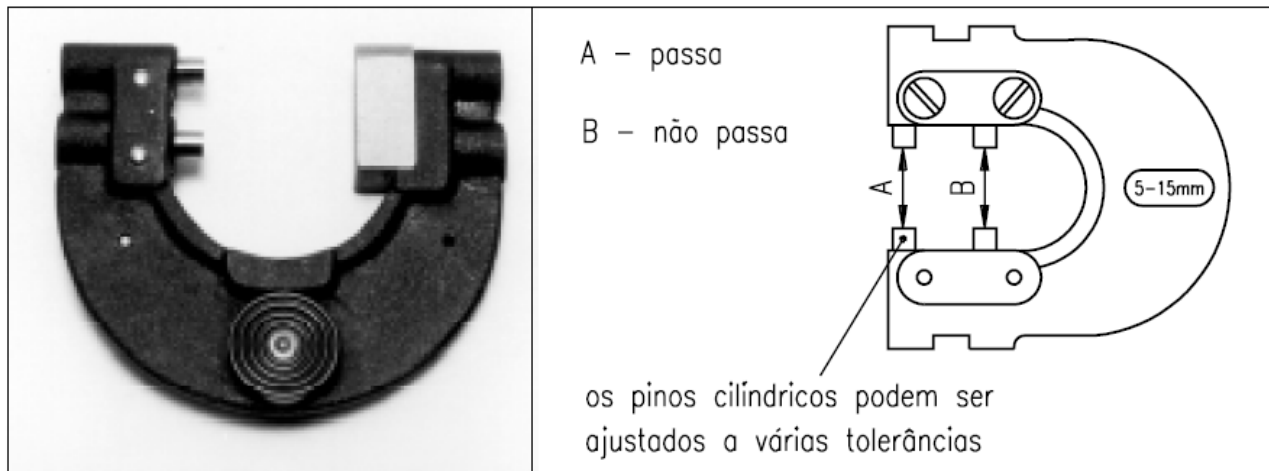 A - passa
B - não passa
A
B
5-15mm
os pinos cilíndricos podem ser
ajustados a várias tolerâncias